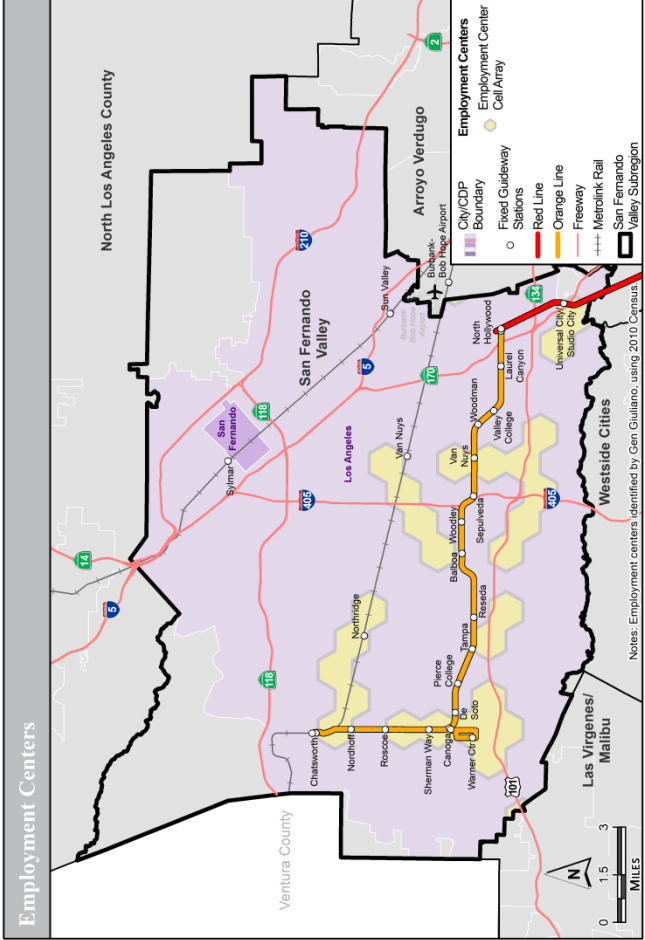 Employment Centers
North Los Angeles County
14
5
2
210
118
San
Fernando
Sylmar
San Fernando
Valley
Sun Valley
Arroyo Verdugo
Burbank-
Bob Hope Airport
Burbank
Bob Hope
Airport
5
170
118
405
Los Angeles
Van Nuys
Northridge
Ventura County
Chatsworth
Nordhoff
Roscoe
Sherman Way
Canoga
Warner Ctr
De
Soto
Pierce
College
Tampa
Reseda
Balboa
Woodley
Sepulveda
Van
Nuys
Woodman
Valley
College
Laurel
Canyon
North
Hollywood
134
Universal City
Studio City
101
405
Westside Cities
Las Virgenes/
Malibu
N
0 1.5 3
MILES
City/CDP
Boundary
Fixed Guideway
Stations
Red Line
Orange Line
Freeway
Metrolink Rail
San Fernando
Valley Subregion
Employment Centers
Employment Center
Cell Array
Notes: Employment centers identified by Gen Giuliano, using 2010 Census.